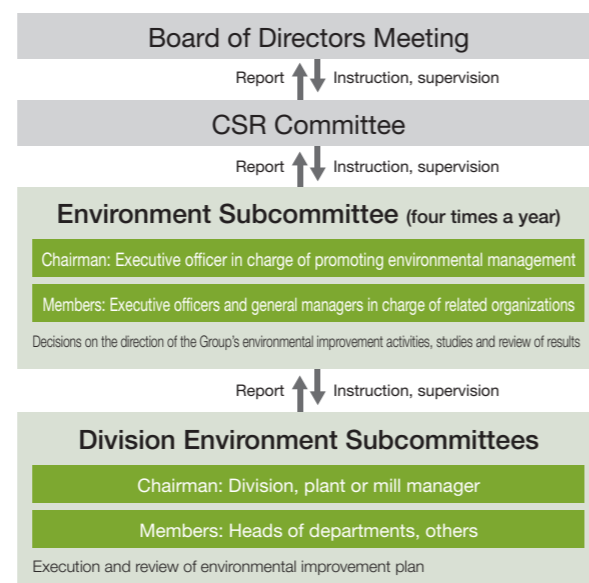 Board of Directors Meeting
Report Instruction, supervision
CSR Committee
Report Instruction, supervision
Environment Subcommittee (four times a year)
Chairman: Executive officer in charge of promoting environmental management
Members: Executive officers and general managers in charge of related organizations
Decisions on the direction of the Group's environmental improvement activities, studies and review of results
Report Instruction, supervision
Division Environment Subcommittees
Chairman: Division, plant or mill manager
Members: Heads of departments, others
Execution and review of environmental improvement plan